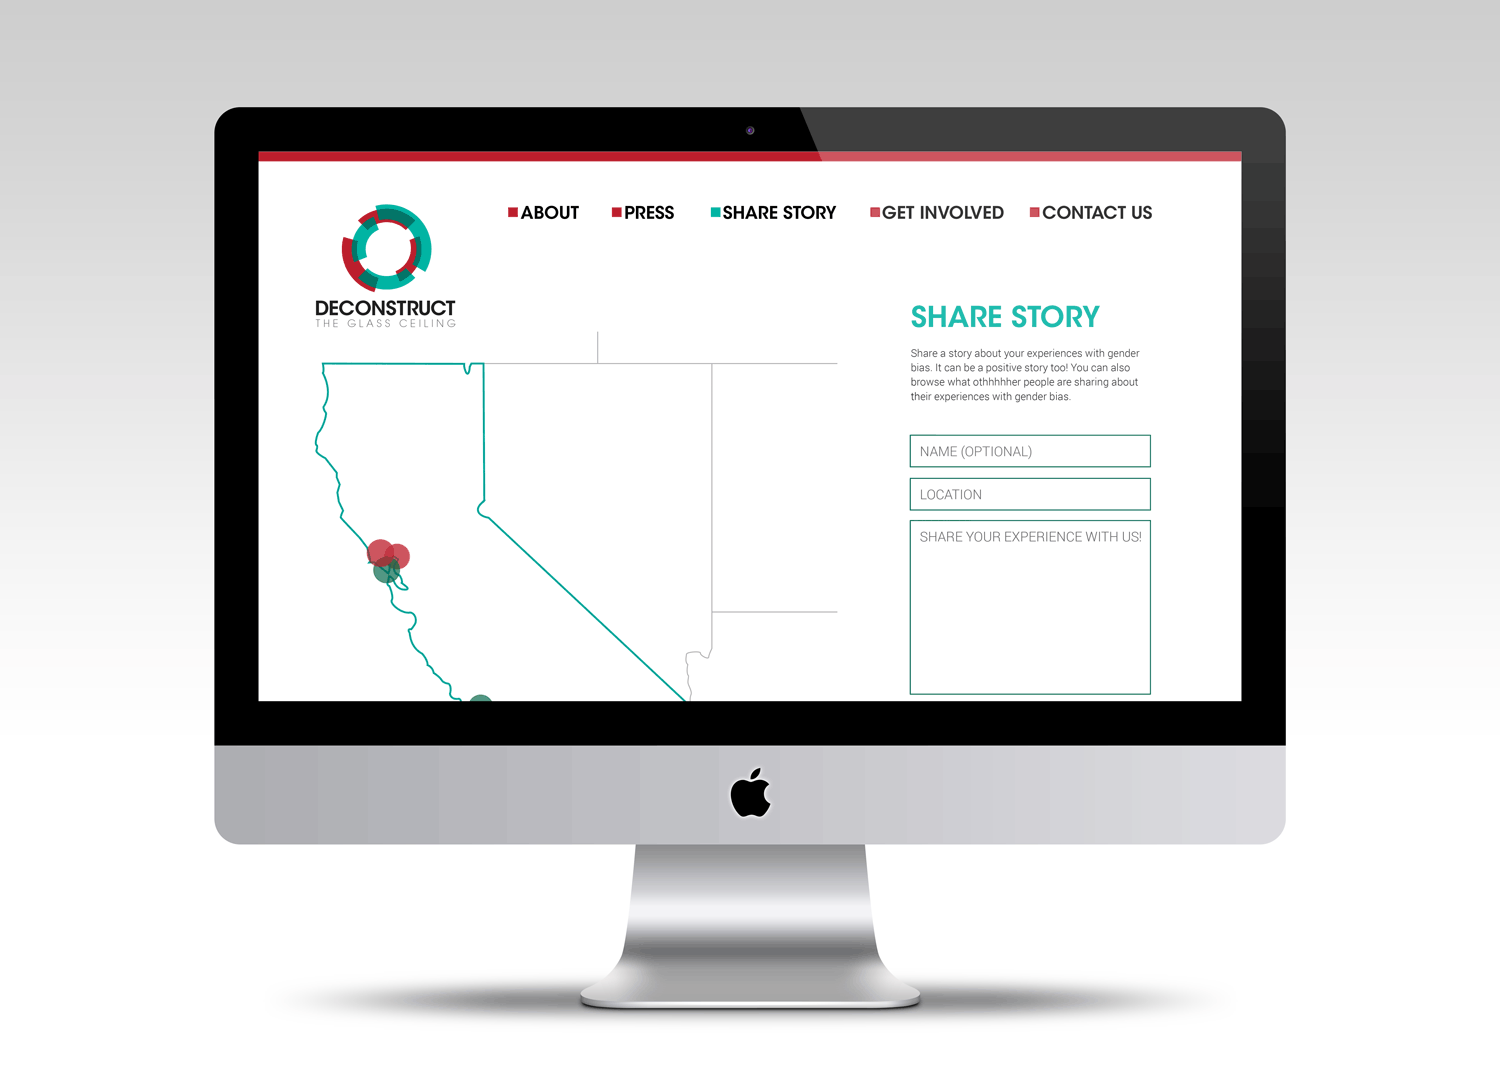 ABOUT
PRESS
SHARE STORY
GET INVOLVED
CONTACT US
DECONSTRUCT
THE GLASS CEILING
SHARE STORY
Share a story about your experiences with gender
bias. It can be a positive story too! You can also
browse what othhhhher people are sharing about
their experiences with gender bias.
NAME (OPTIONAL)
LOCATION
SHARE YOUR EXPERIENCE WITH US!